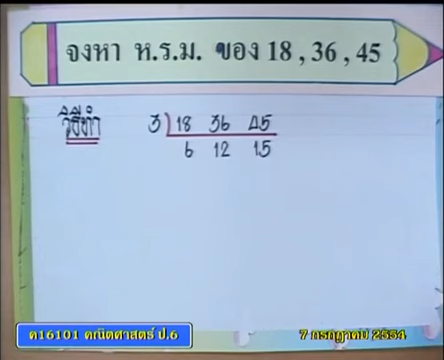 จงหา ห.ร.ม. ของ 18 , 36 , 45
วิธีทำ 3 ) 18 36 45
6 12 15
ค16101 คณิตศาสตร์ ป.6
7 กรกฎาคม 2554